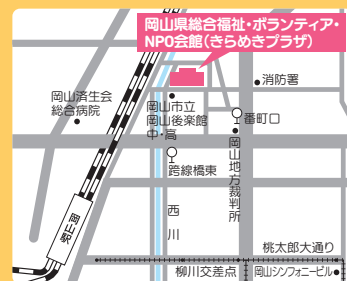 岡山県総合福祉・ボランティア・
NPO会館（きらめきプラザ）
消防署
岡山済生会
総合病院
岡山市立
岡山後楽館
中・高
番町口
岡山地方裁判所
跨線橋東
西川
岡山駅
桃太郎大通り
柳川交差点
岡山シンフォニービル